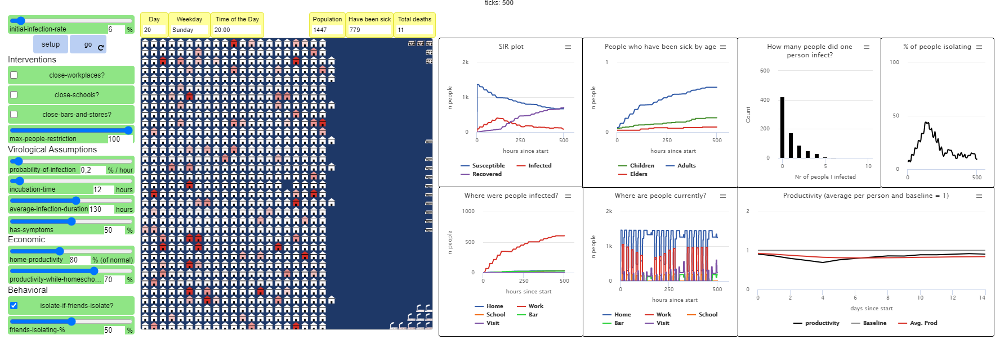 ticks: 500
initial-infection-rate 6 %
setup go
Interventions
close-workplaces?
close-schools?
close-bars-and-stores?
max-people-restriction 100
Virological Assumptions
probability-of-infection 0,2 % / hour
incubation-time 12 hours
average-infection-duration 130 hours
has-symptoms 50 %
Economic
home-productivity 80 % (of normal)
productivity-while-homescho... 70 %
Behavioral
isolate-if-friends-isolate?
friends-isolating-% 50 %
Day Weekday Time of the Day Population Have been sick Total deaths
20 Sunday 20:00 1447 779 11
SIR plot
2k
1k
0
n people
0 250 500
hours since start
Susceptible Infected
Recovered
People who have been sick by age
1
0
n people
0 250 500
hours since start
Children Adults
Elders
How many people did one
person infect?
600
400
200
0
Count
0 5 10
Nr of people I infected
% of people isolating
100
50
0
0 500
Where were people infected?
1000
500
0
n people
0 250 500
hours since start
Home Work
School Bar
Visit
Where are people currently?
2k
1k
0
n people
0 250 500
hours since start
Home Work School
Bar Visit
Productivity (average per person and baseline = 1)
2
1
0
0 2 4 6 8 10 12 14
days since start
productivity Baseline Avg. Prod